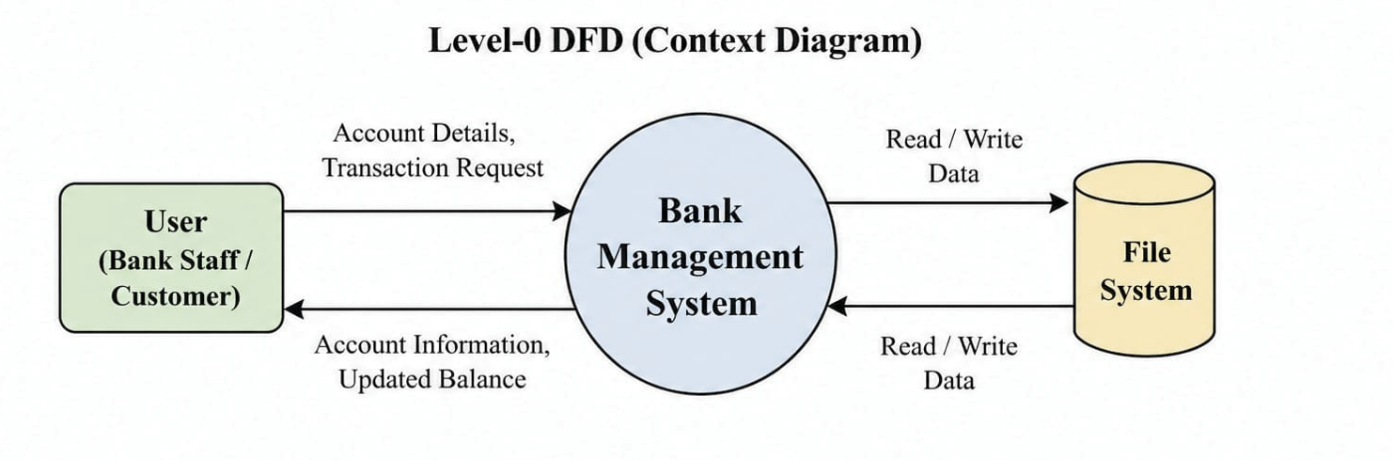 Level-0 DFD (Context Diagram)
Account Details,
Transaction Request
Read / Write
Data
User
(Bank Staff /
Customer)
Bank
Management
System
File
System
Account Information,
Updated Balance
Read / Write
Data